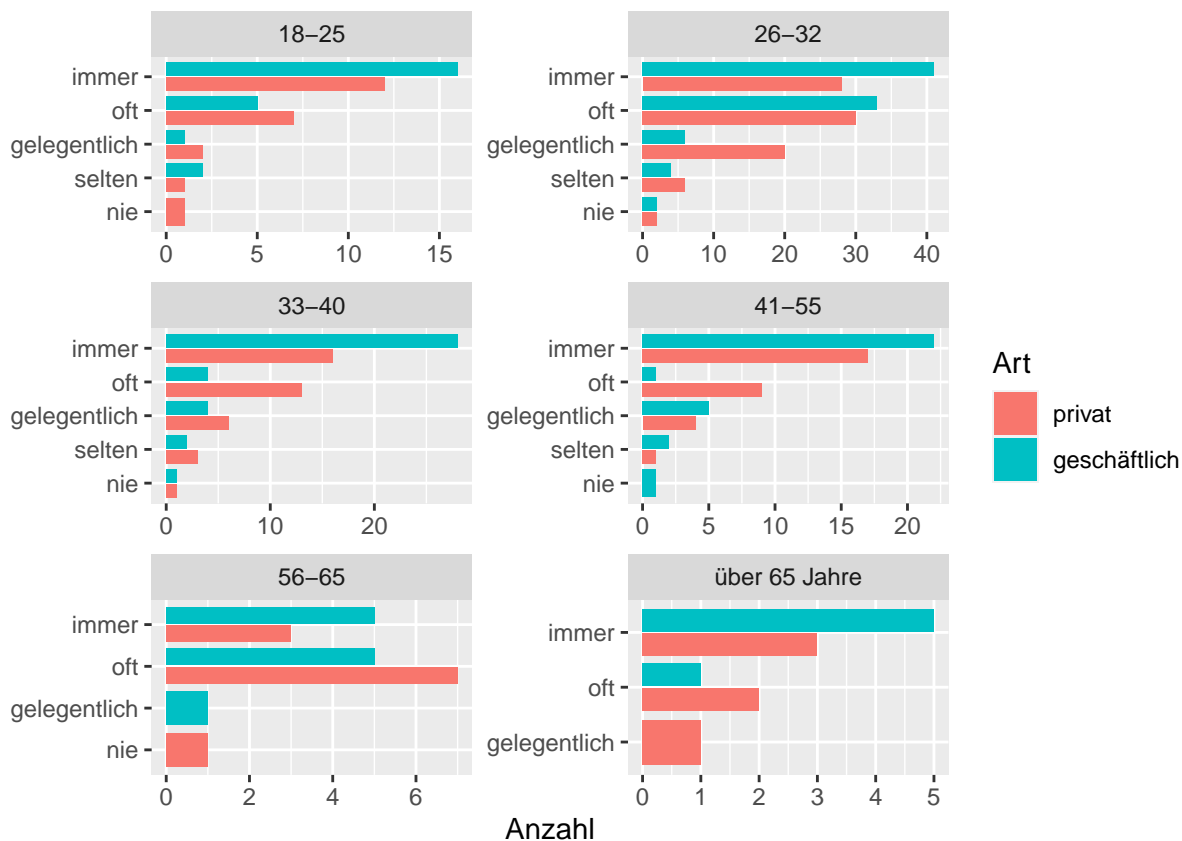 18−25
immer
oft
gelegentlich
selten
nie
0 5 10 15
26−32
immer
oft
gelegentlich
selten
nie
0 10 20 30 40
33−40
immer
oft
gelegentlich
selten
nie
0 10 20
41−55
immer
oft
gelegentlich
selten
nie
0 5 10 15 20
56−65
immer
oft
gelegentlich
nie
0 2 4 6
über 65 Jahre
immer
oft
gelegentlich
0 1 2 3 4 5
Anzahl
Art
privat
geschäftlich